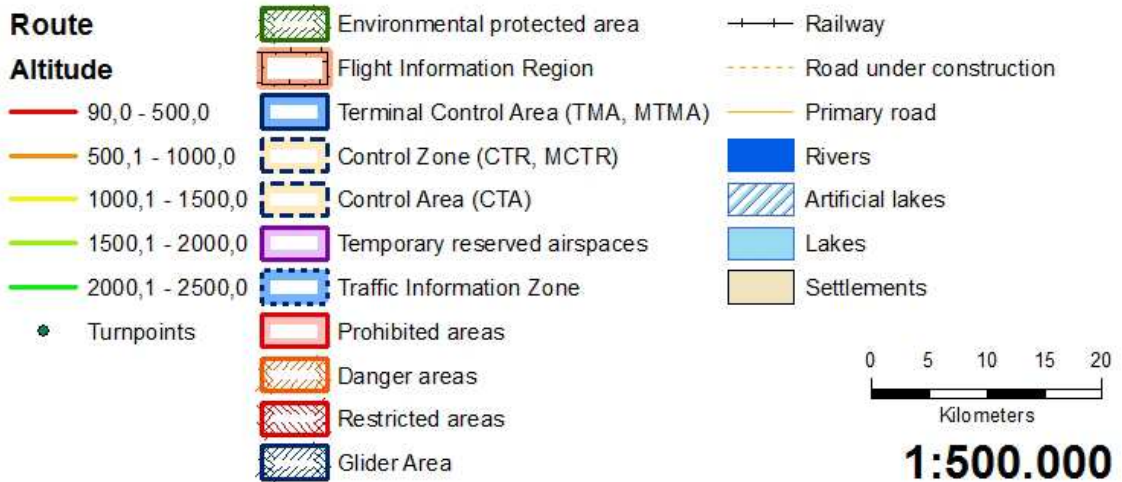 Route
Altitude
90,0 - 500,0
500,1 - 1000,0
1000,1 - 1500,0
1500,1 - 2000,0
2000,1 - 2500,0
Turnpoints
Environmental protected area
Flight Information Region
Terminal Control Area (TMA, MTMA)
Control Zone (CTR, MCTR)
Control Area (CTA)
Temporary reserved airspaces
Traffic Information Zone
Prohibited areas
Danger areas
Restricted areas
Glider Area
Railway
Road under construction
Primary road
Rivers
Artificial lakes
Lakes
Settlements
0 5 10 15 20
Kilometers
1:500.000